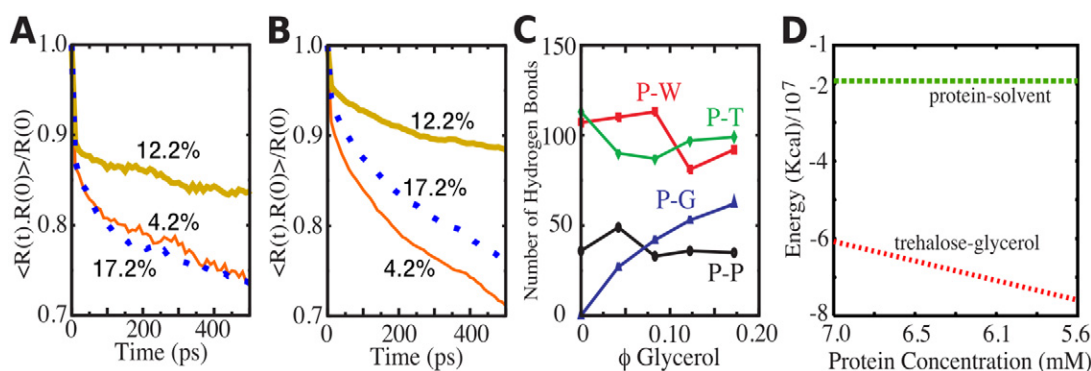 A
<R(t).R(0)>/R(0)
1.0
0.9
0.8
0.7
12.2%
4.2%
17.2%
0
200
400
Time (ps)
B
<R(t).R(0)>/R(0)
1.0
0.9
0.8
0.7
12.2%
17.2%
4.2%
0
200
400
Time (ps)
C
Number of Hydrogen Bonds
150
100
50
0
P-W
P-T
P-G
P-P
0
0.10
0.20
ϕ Glycerol
D
Energy (Kcal)/10⁷
-1
-2
-4
-6
-8
protein-solvent
trehalose-glycerol
7.0
6.5
6.1
5.6
Protein Concentration (mM)